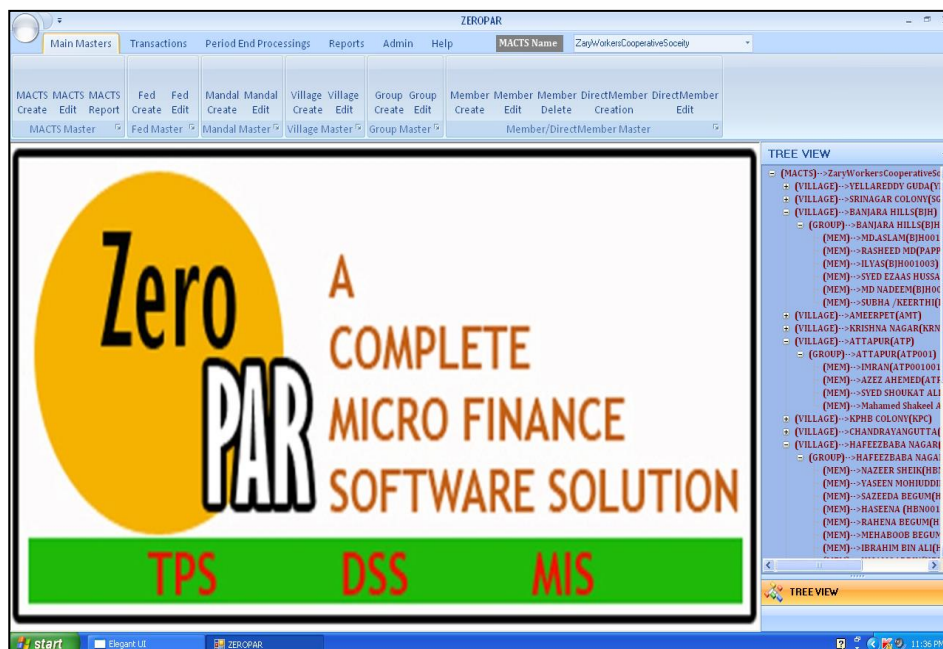 ZEROPAR
Main Masters Transactions Period End Processings Reports Admin Help MACTS Name ZaryWorkersCooperativeSoceity
MACTS MACTS MACTS Fed Fed Mandal Mandal Village Village Group Group Member Member Member DirectMember DirectMember
Create Edit Report Create Edit Create Edit Create Edit Create Edit Create Edit Delete Creation Edit
MACTS Master Fed Master Mandal Master Village Master Group Master Member/DirectMember Master
Zero
PAR
A
COMPLETE
MICRO FINANCE
SOFTWARE SOLUTION
TPS DSS MIS
TREE VIEW
(MACTS)-->ZaryWorkersCooperativeSo
(VILLAGE)-->YELLAREDDY GUDA(Y
(VILLAGE)-->SRINAGAR COLONY(SG
(VILLAGE)-->BANJARA HILLS(BJH)
(GROUP)-->BANJARA HILLS(BJH
(MEM)-->MD.ASLAM(BJH001
(MEM)-->RASHEED MD(PAPP
(MEM)-->ILYAS(BJH001003)
(MEM)-->SYED EZAAS HUSSA
(MEM)-->MD NADEEM(BJH00
(MEM)-->SUBHA /KEERTHI(
(VILLAGE)-->AMEERPET(AMT)
(VILLAGE)-->KRISHNA NAGAR(KRN
(VILLAGE)-->ATTAPUR(ATP)
(GROUP)-->ATTAPUR(ATP001)
(MEM)-->IMRAN(ATP001001
(MEM)-->AZEZ AHEMED(ATP
(MEM)-->SYED SHOUKAT ALI
(MEM)-->Mahamed Shakeel A
(VILLAGE)-->KPHB COLONY(KPC)
(VILLAGE)-->CHANDRAYANGUTTA(
(VILLAGE)-->HAFEEZBABA NAGAR(
(GROUP)-->HAFEEZBABA NAGA
(MEM)-->NAZEER SHEIK(HB
(MEM)-->YASEEN MOHIUDDI
(MEM)-->SAZEEDA BEGUM(H
(MEM)-->HASEENA (HBN001
(MEM)-->RAHENA BEGUM(H
(MEM)-->MEHABOOB BEGUN
(MEM)-->IBRAHIM BIN ALI(H
TREE VIEW
start Elegant UI ZEROPAR 11:36 PM